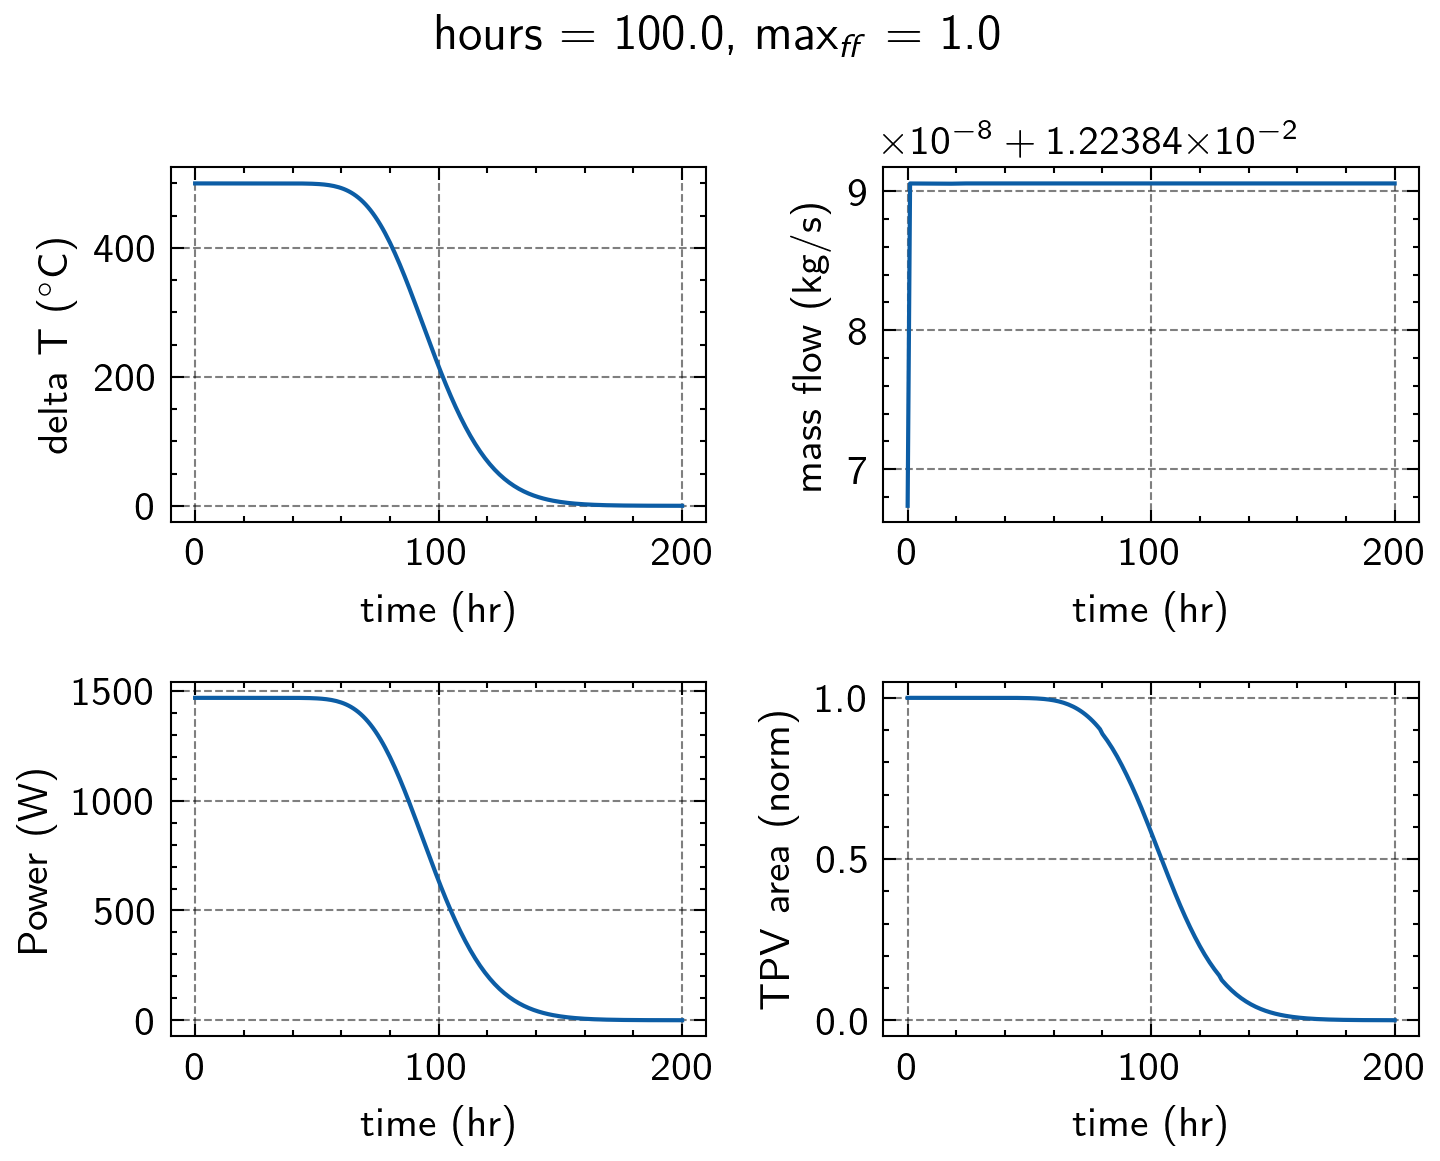 hours = 100.0, max_ff = 1.0
delta T (°C)
400
200
0
0 100 200
time (hr)
×10⁻⁸ + 1.22384×10⁻²
mass flow (kg/s)
9
8
7
0 100 200
time (hr)
Power (W)
1500
1000
500
0
0 100 200
time (hr)
TPV area (norm)
1.0
0.5
0.0
0 100 200
time (hr)